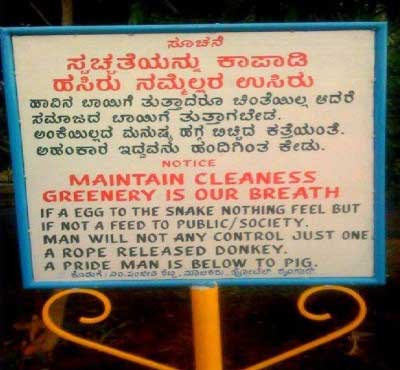 ಸೂಚನೆ
ಸ್ವಚ್ಚತೆಯನ್ನು ಕಾಪಾಡಿ
ಹಸಿರು ನಮ್ಮೆಲ್ಲರ ಉಸಿರು
ಹಾವಿನ ಬಾಯಿಗೆ ತುತ್ತಾದರೂ ಚಿಂತೆಯಿಲ್ಲ ಆದರೆ
ಸಮಾಜದ ಬಾಯಿಗೆ ತುತ್ತಾಗಬೇಡ.
ಅಂಕೆಯಿಲ್ಲದ ಮನುಷ್ಯ ಹಗ್ಗ ಬಿಚ್ಚಿದ ಕತ್ತೆಯಂತೆ.
ಅಹಂಕಾರ ಇದ್ದವನು ಹಂದಿಗಿಂತ ಕೇಡು.
NOTICE
MAINTAIN CLEANESS
GREENERY IS OUR BREATH
IF A EGG TO THE SNAKE NOTHING FEEL BUT
IF NOT A FEED TO PUBLIC/SOCIETY.
MAN WILL NOT ANY CONTROL JUST ONE
A ROPE RELEASED DONKEY.
A PRIDE MAN IS BELOW TO PIG.
ಕೊಡುಗೆ : ಮಾಲಕರು, ಹೋಟೆಲ್